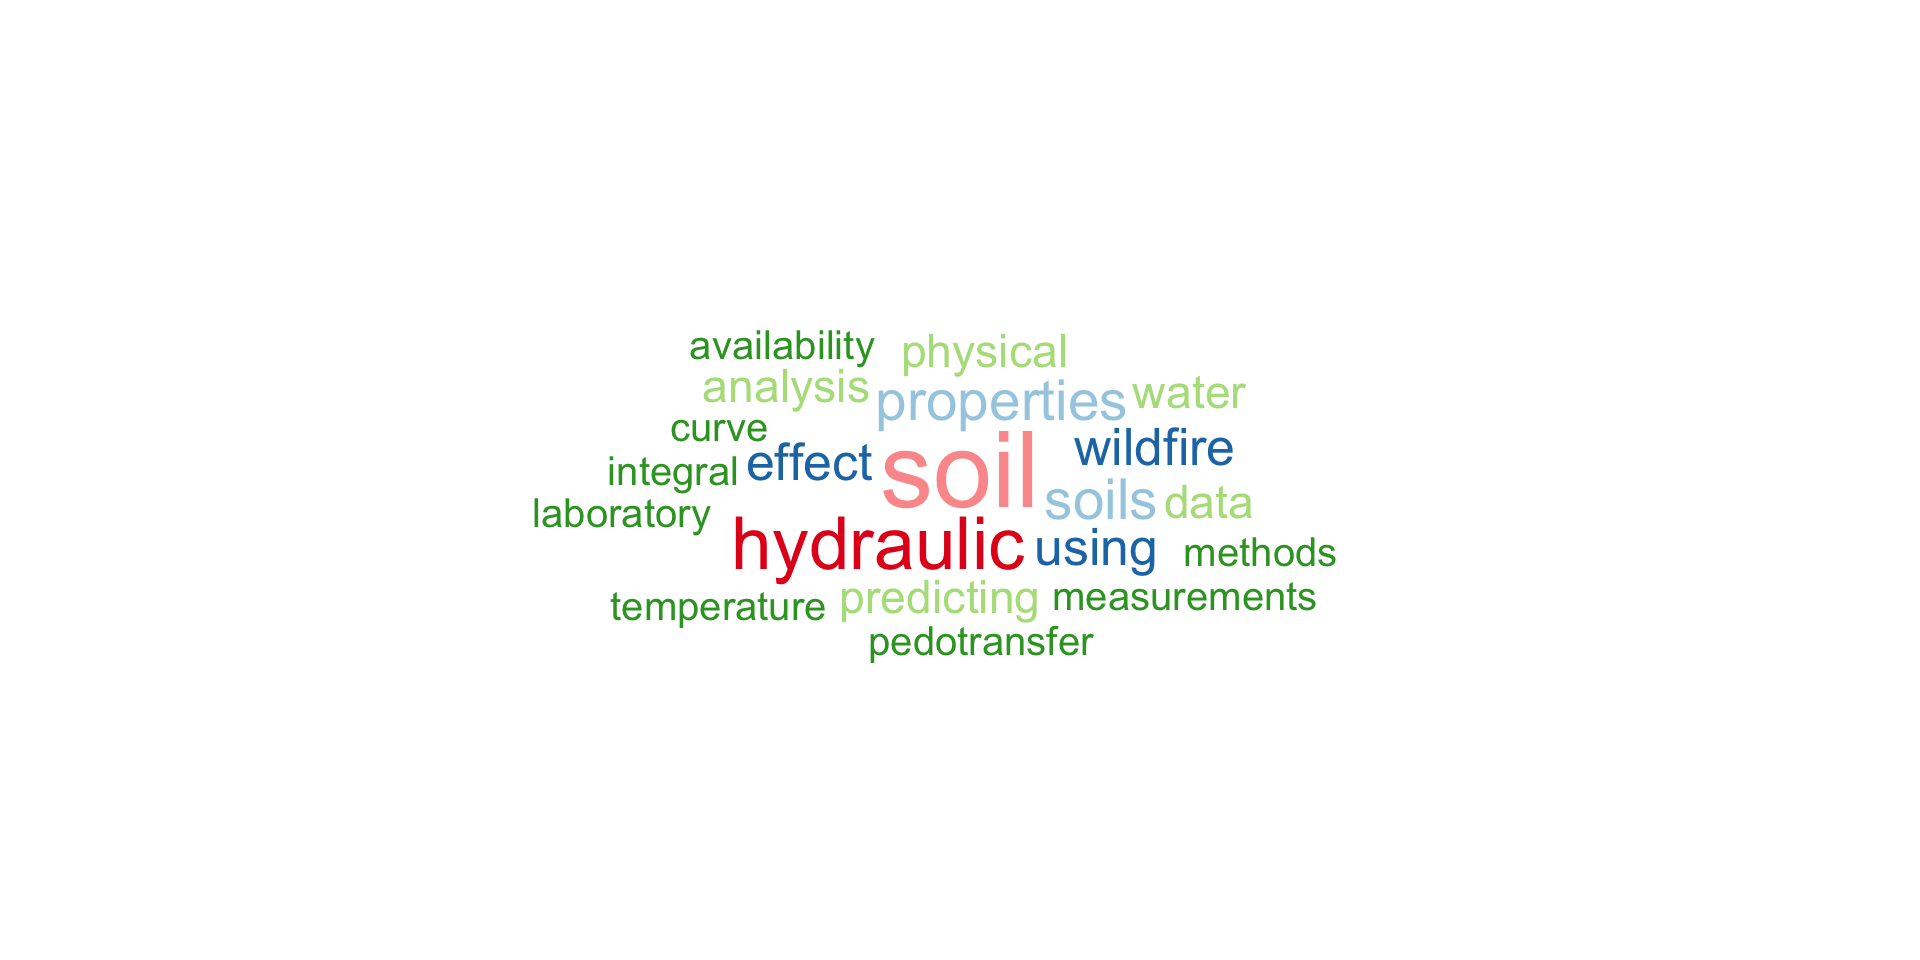 availability physical
analysis properties water
curve
effect soil wildfire
integral
soils data
laboratory
hydraulic using methods
temperature predicting measurements
pedotransfer